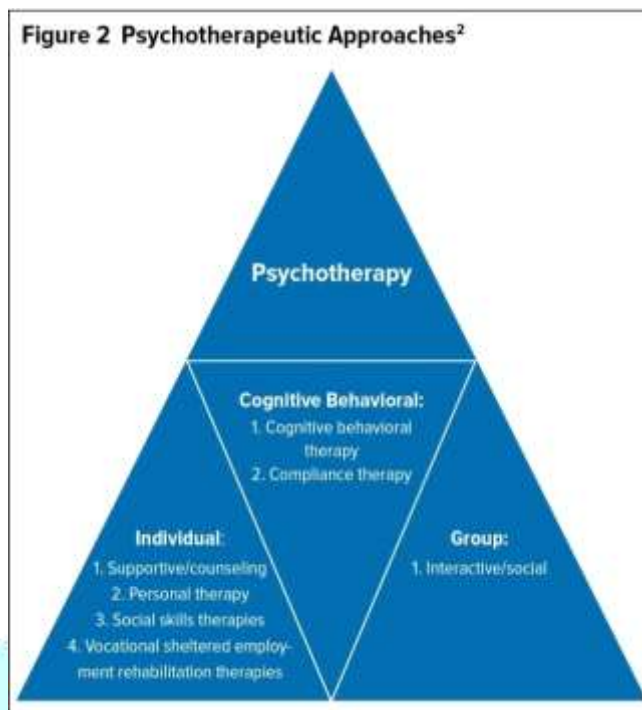 Figure 2 Psychotherapeutic Approaches²
Psychotherapy
Cognitive Behavioral:
1. Cognitive behavioral
therapy
2. Compliance therapy
Individual:
1. Supportive/counseling
2. Personal therapy
3. Social skills therapies
4. Vocational sheltered employ-
ment rehabilitation therapies
Group:
1. Interactive/social